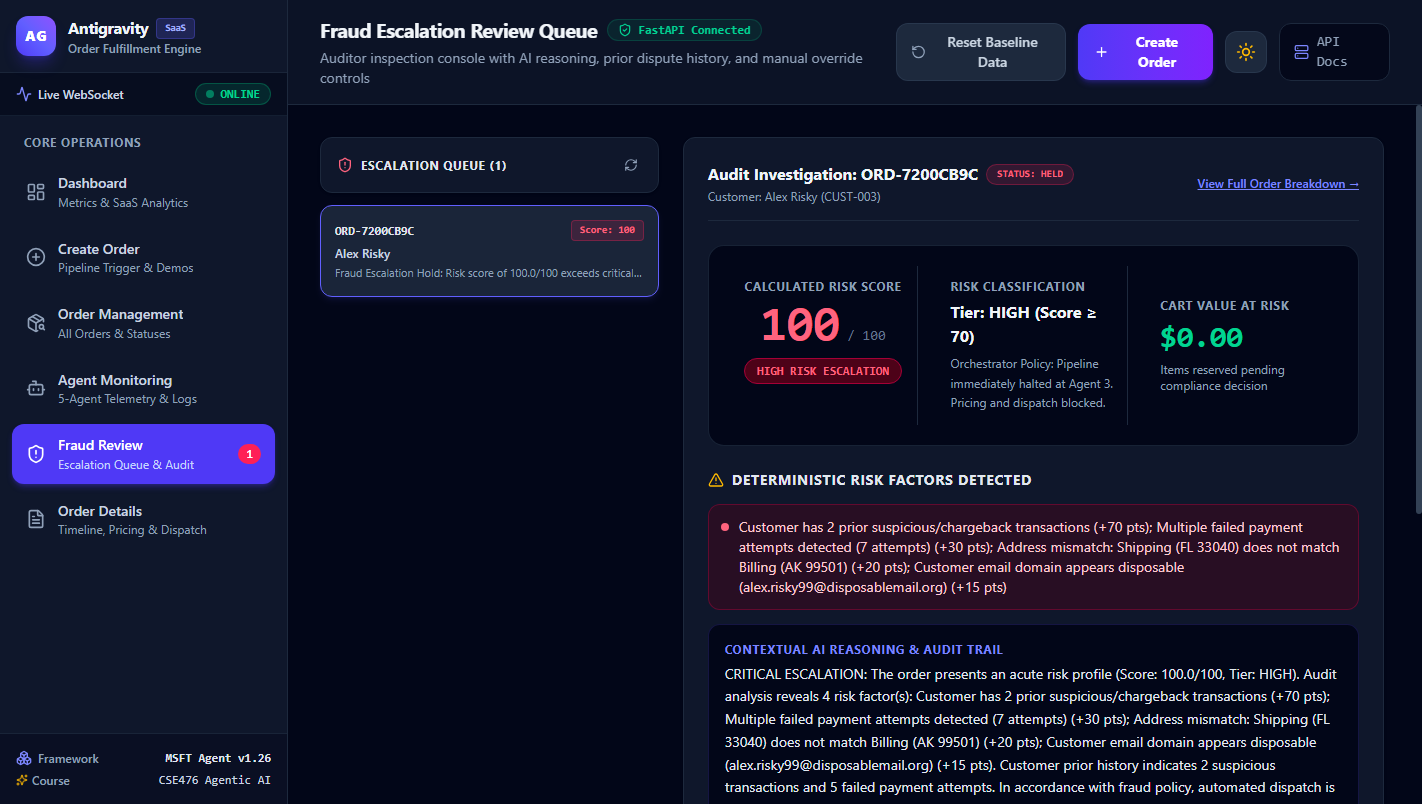 AG
Antigravity
SaaS
Order Fulfillment Engine
Live WebSocket
ONLINE
CORE OPERATIONS
Dashboard
Metrics & SaaS Analytics
Create Order
Pipeline Trigger & Demos
Order Management
All Orders & Statuses
Agent Monitoring
5-Agent Telemetry & Logs
Fraud Review
Escalation Queue & Audit
1
Order Details
Timeline, Pricing & Dispatch
Framework
MSFT Agent v1.26
Course
CSE476 Agentic AI
Fraud Escalation Review Queue
FastAPI Connected
Auditor inspection console with AI reasoning, prior dispute history, and manual override
controls
Reset Baseline
Data
Create
Order
API
Docs
ESCALATION QUEUE (1)
ORD-7200CB9C
Score: 100
Alex Risky
Fraud Escalation Hold: Risk score of 100.0/100 exceeds critical...
Audit Investigation: ORD-7200CB9C
STATUS: HELD
Customer: Alex Risky (CUST-003)
View Full Order Breakdown →
CALCULATED RISK SCORE
100 / 100
HIGH RISK ESCALATION
RISK CLASSIFICATION
Tier: HIGH (Score ≥
70)
Orchestrator Policy: Pipeline
immediately halted at Agent 3.
Pricing and dispatch blocked.
CART VALUE AT RISK
$0.00
Items reserved pending
compliance decision
DETERMINISTIC RISK FACTORS DETECTED
Customer has 2 prior suspicious/chargeback transactions (+70 pts); Multiple failed payment
attempts detected (7 attempts) (+30 pts); Address mismatch: Shipping (FL 33040) does not match
Billing (AK 99501) (+20 pts); Customer email domain appears disposable
(alex.risky99@disposablemail.org) (+15 pts)
CONTEXTUAL AI REASONING & AUDIT TRAIL
CRITICAL ESCALATION: The order presents an acute risk profile (Score: 100.0/100, Tier: HIGH). Audit
analysis reveals 4 risk factor(s): Customer has 2 prior suspicious/chargeback transactions (+70 pts);
Multiple failed payment attempts detected (7 attempts) (+30 pts); Address mismatch: Shipping (FL
33040) does not match Billing (AK 99501) (+20 pts); Customer email domain appears disposable
(alex.risky99@disposablemail.org) (+15 pts). Customer prior history indicates 2 suspicious
transactions and 5 failed payment attempts. In accordance with fraud policy, automated dispatch is